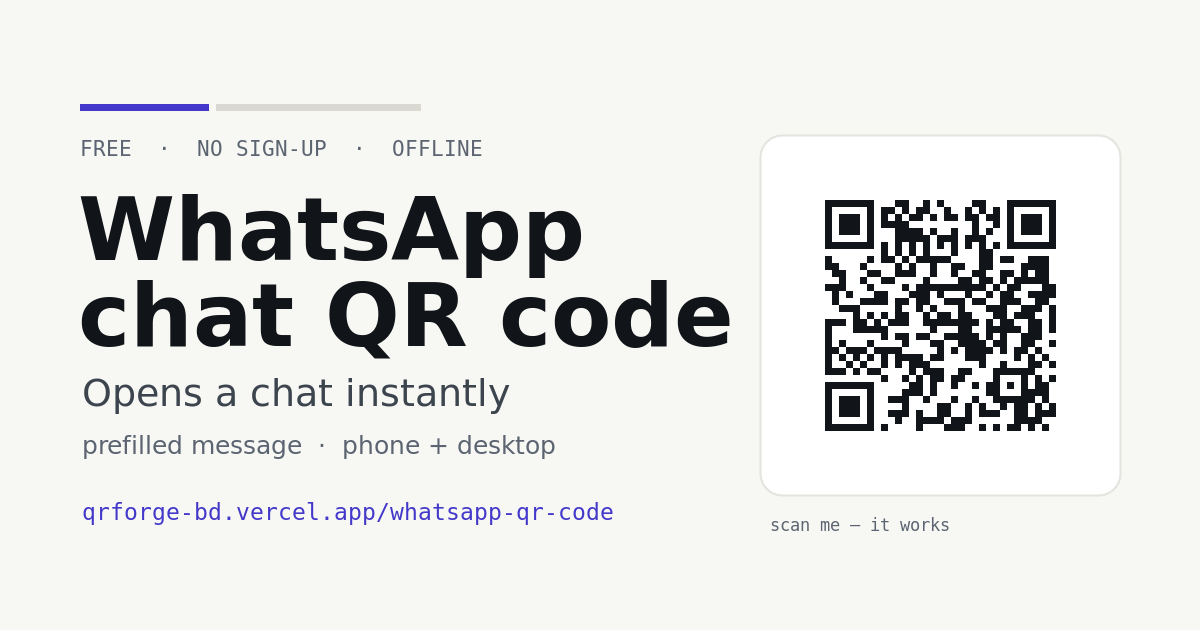 FREE · NO SIGN-UP · OFFLINE
WhatsApp
chat QR code
Opens a chat instantly
prefilled message · phone + desktop
qrforge-bd.vercel.app/whatsapp-qr-code
scan me — it works